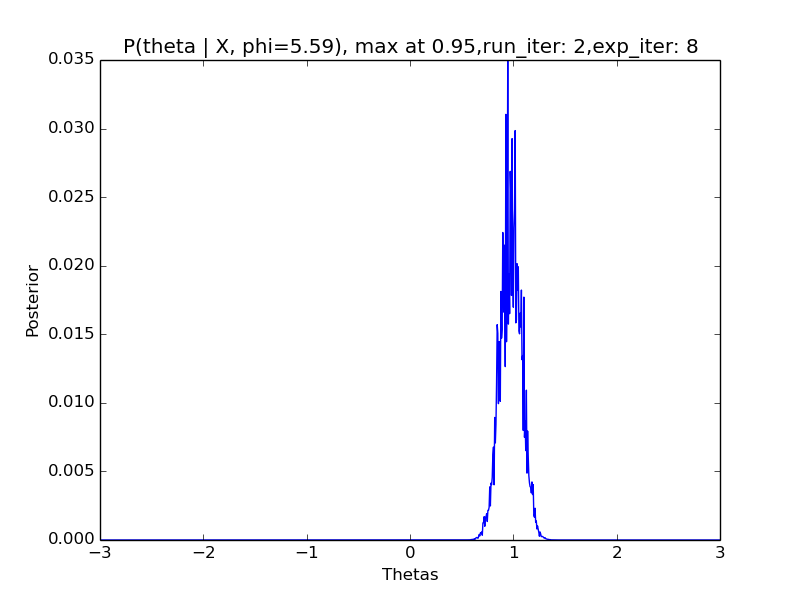 P(theta | X, phi=5.59), max at 0.95,run_iter: 2,exp_iter: 8
0.035
0.030
0.025
0.020
0.015
0.010
0.005
0.000
Posterior
−3 −2 −1 0 1 2 3
Thetas